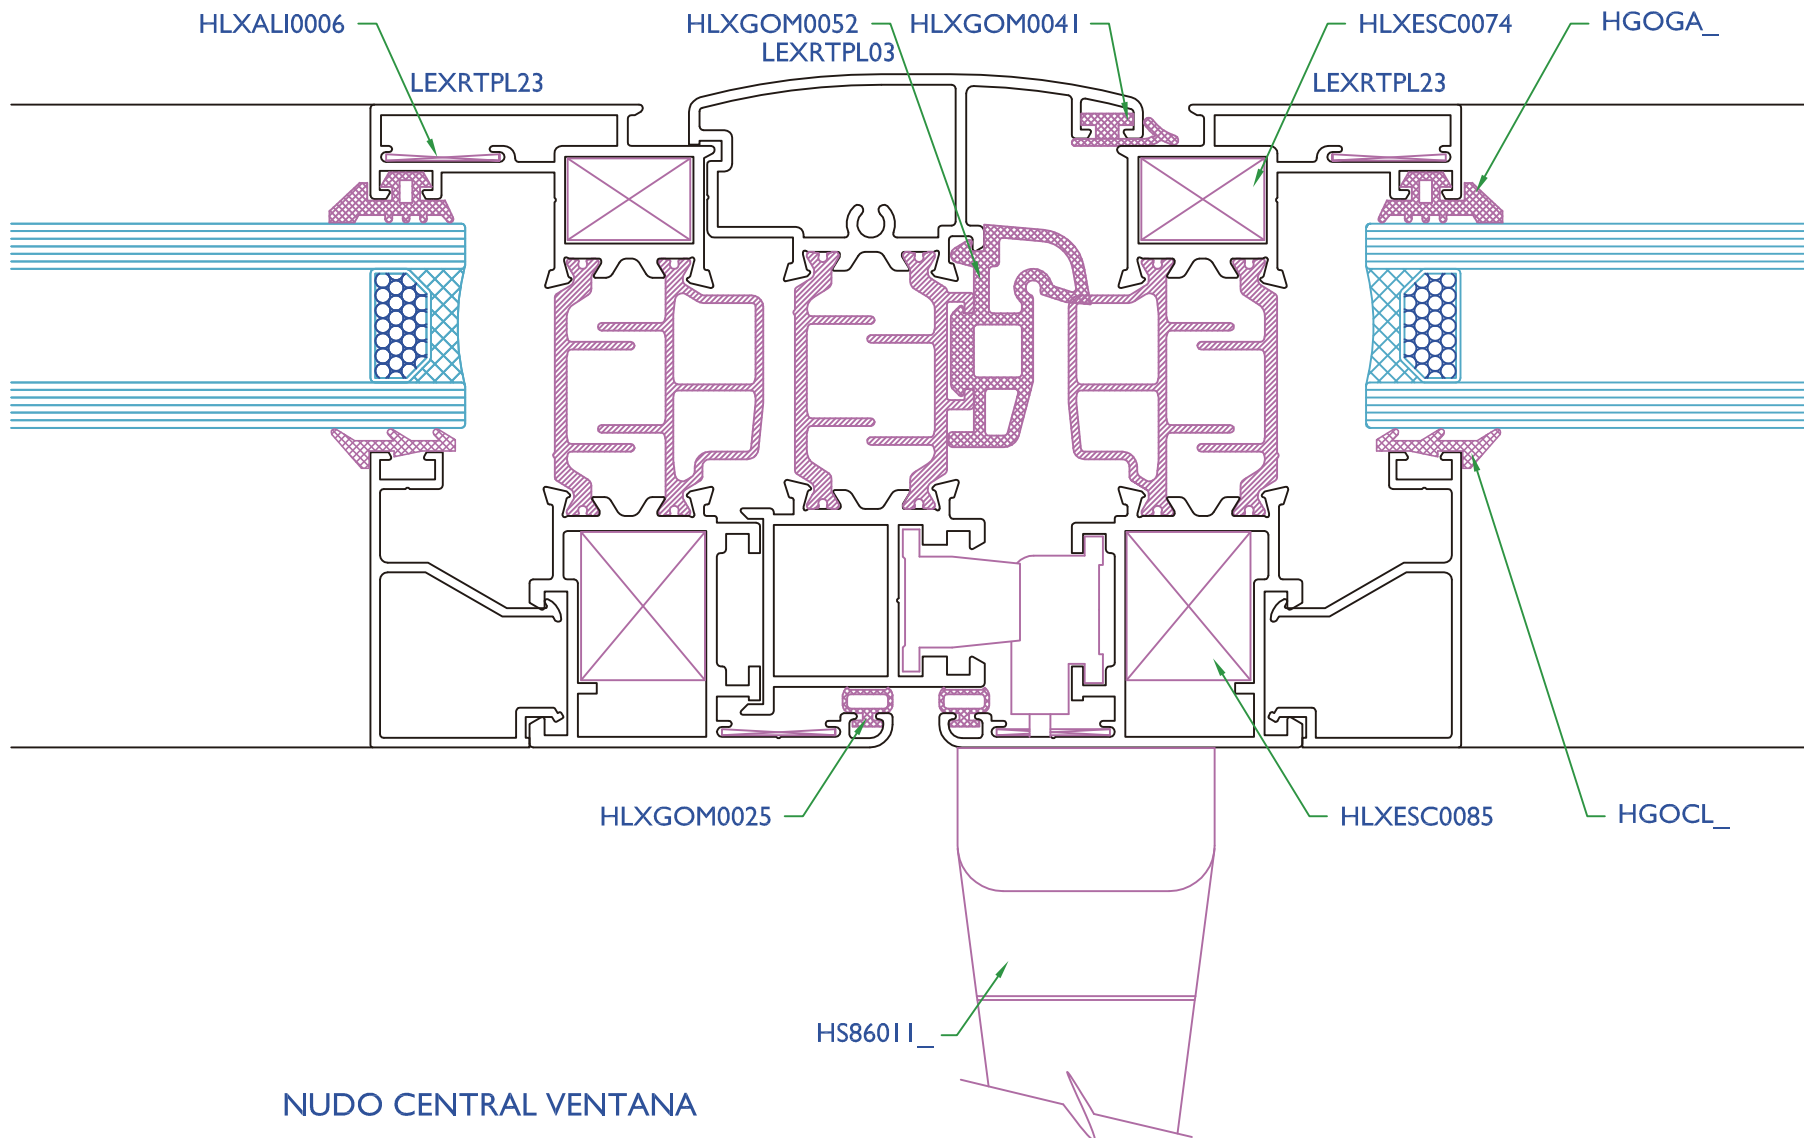 HLXALI0006
HLXGOM0052
HLXGOM0041
HLXESC0074
HGOGA_
LEXRTPL03
LEXRTPL23
LEXRTPL23
HLXGOM0025
HLXESC0085
HGOCL_
HS86011_
NUDO CENTRAL VENTANA